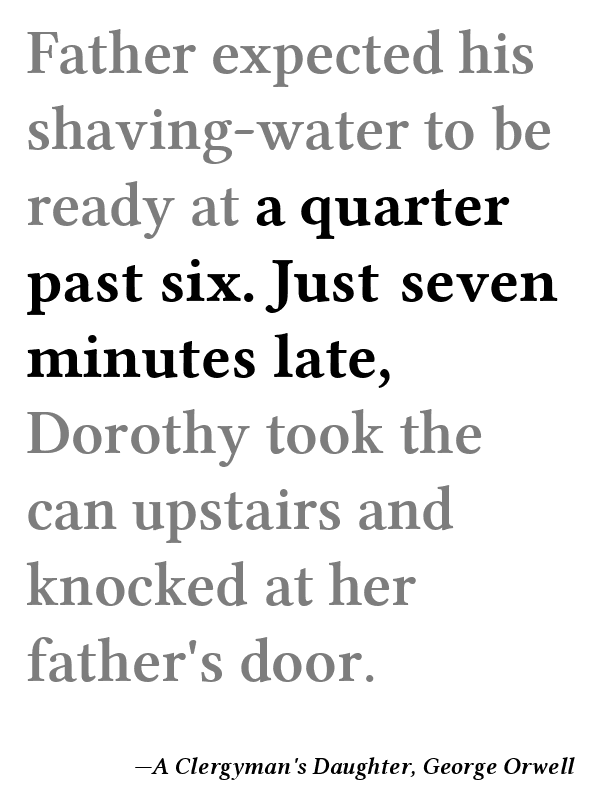 Father expected his
shaving-water to be
ready at a quarter
past six. Just seven
minutes late,
Dorothy took the
can upstairs and
knocked at her
father's door.
—A Clergyman's Daughter, George Orwell